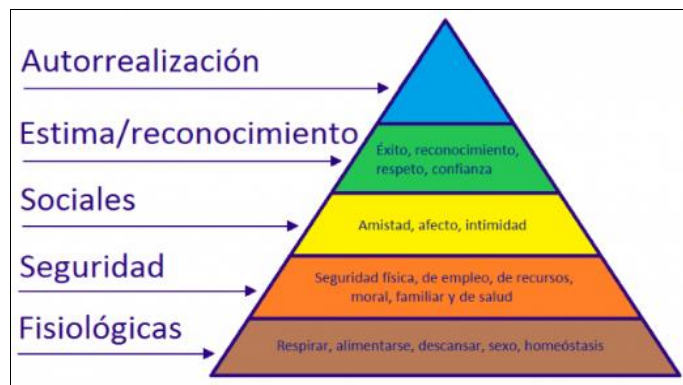 Autorrealización
Estima/reconocimiento
Éxito, reconocimiento,
respeto, confianza
Sociales
Amistad, afecto, intimidad
Seguridad
Seguridad física, de empleo, de recursos,
moral, familiar y de salud
Fisiológicas
Respirar, alimentarse, descansar, sexo, homeóstasis